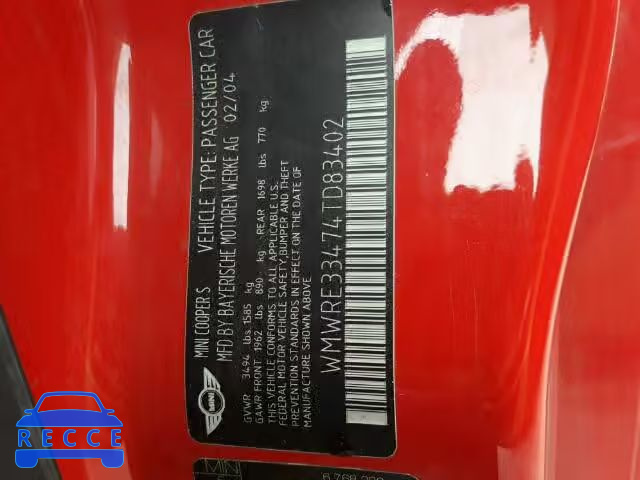 MINI COOPER S
VEHICLE TYPE: PASSENGER CAR
MFD BY BAYERISCHE MOTOREN WERKE AG 02/04
GVWR 3494 lbs 1585 kg
GAWR FRONT 1962 lbs 890 kg REAR 1698 lbs 770 kg
THIS VEHICLE CONFORMS TO ALL APPLICABLE U.S.
FEDERAL MOTOR VEHICLE SAFETY,BUMPER AND THEFT
PREVENTION STANDARDS IN EFFECT ON THE DATE OF
MANUFACTURE SHOWN ABOVE.
WMWRE33474TD83402
MINI
RECCE